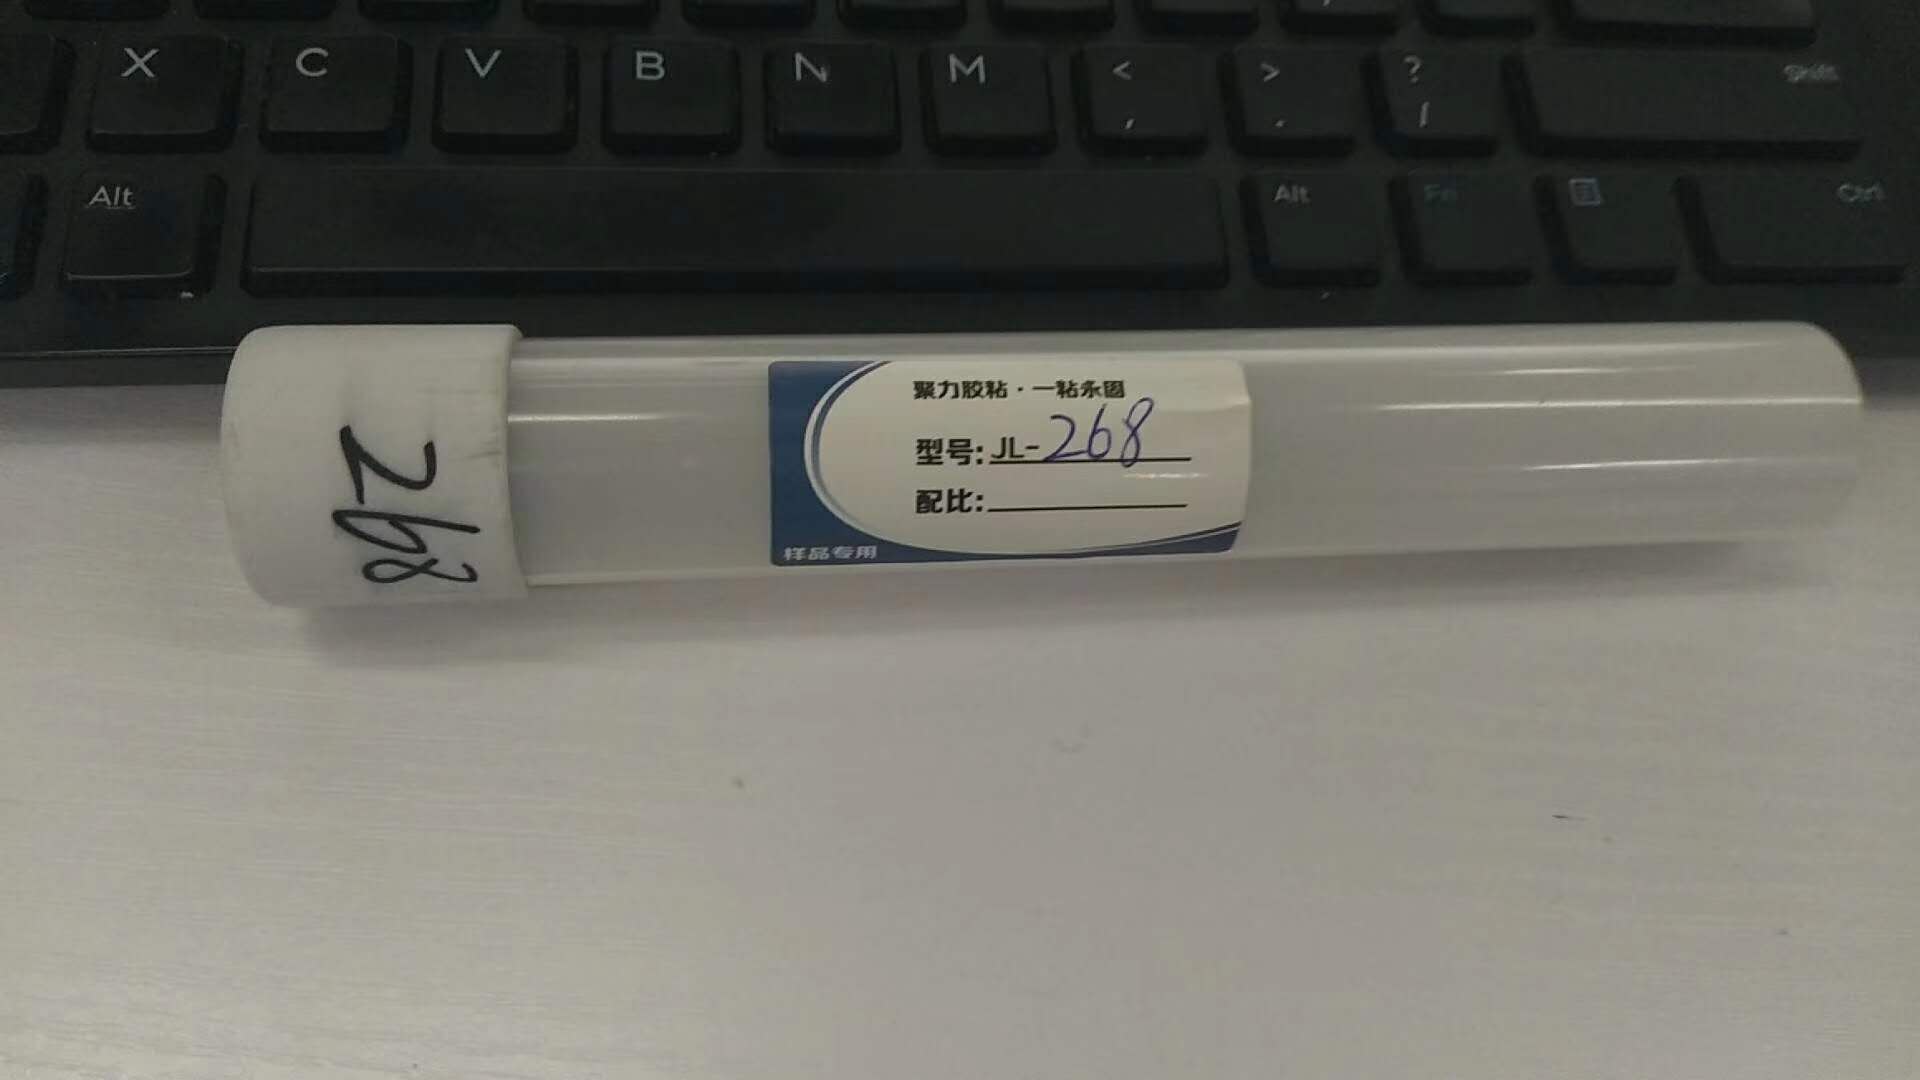 X C V B N M < , > . ? / Shift
Alt Alt Fn Ctrl
268
聚力胶粘·一粘永固
型号: JL-268
配比:
样品专用